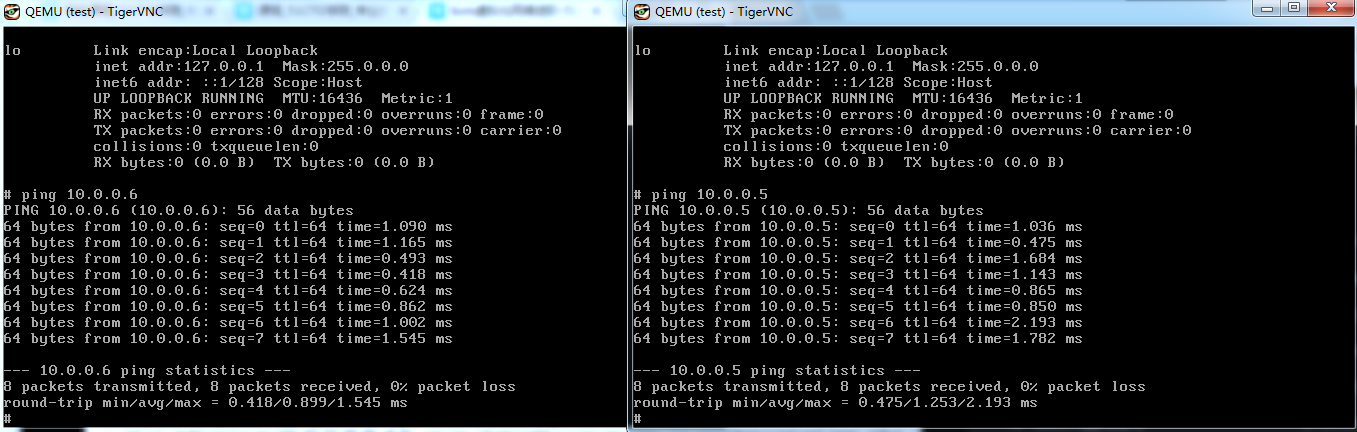 QEMU (test) - TigerVNC
lo Link encap:Local Loopback
inet addr:127.0.0.1 Mask:255.0.0.0
inet6 addr: ::1/128 Scope:Host
UP LOOPBACK RUNNING MTU:16436 Metric:1
RX packets:0 errors:0 dropped:0 overruns:0 frame:0
TX packets:0 errors:0 dropped:0 overruns:0 carrier:0
collisions:0 txqueuelen:0
RX bytes:0 (0.0 B) TX bytes:0 (0.0 B)
# ping 10.0.0.6
PING 10.0.0.6 (10.0.0.6): 56 data bytes
64 bytes from 10.0.0.6: seq=0 ttl=64 time=1.090 ms
64 bytes from 10.0.0.6: seq=1 ttl=64 time=1.165 ms
64 bytes from 10.0.0.6: seq=2 ttl=64 time=0.493 ms
64 bytes from 10.0.0.6: seq=3 ttl=64 time=0.418 ms
64 bytes from 10.0.0.6: seq=4 ttl=64 time=0.624 ms
64 bytes from 10.0.0.6: seq=5 ttl=64 time=0.862 ms
64 bytes from 10.0.0.6: seq=6 ttl=64 time=1.002 ms
64 bytes from 10.0.0.6: seq=7 ttl=64 time=1.545 ms
--- 10.0.0.6 ping statistics ---
8 packets transmitted, 8 packets received, 0% packet loss
round-trip min/avg/max = 0.418/0.899/1.545 ms
#
QEMU (test) - TigerVNC
lo Link encap:Local Loopback
inet addr:127.0.0.1 Mask:255.0.0.0
inet6 addr: ::1/128 Scope:Host
UP LOOPBACK RUNNING MTU:16436 Metric:1
RX packets:0 errors:0 dropped:0 overruns:0 frame:0
TX packets:0 errors:0 dropped:0 overruns:0 carrier:0
collisions:0 txqueuelen:0
RX bytes:0 (0.0 B) TX bytes:0 (0.0 B)
# ping 10.0.0.5
PING 10.0.0.5 (10.0.0.5): 56 data bytes
64 bytes from 10.0.0.5: seq=0 ttl=64 time=1.036 ms
64 bytes from 10.0.0.5: seq=1 ttl=64 time=0.475 ms
64 bytes from 10.0.0.5: seq=2 ttl=64 time=1.684 ms
64 bytes from 10.0.0.5: seq=3 ttl=64 time=1.143 ms
64 bytes from 10.0.0.5: seq=4 ttl=64 time=0.865 ms
64 bytes from 10.0.0.5: seq=5 ttl=64 time=0.850 ms
64 bytes from 10.0.0.5: seq=6 ttl=64 time=2.193 ms
64 bytes from 10.0.0.5: seq=7 ttl=64 time=1.782 ms
--- 10.0.0.5 ping statistics ---
8 packets transmitted, 8 packets received, 0% packet loss
round-trip min/avg/max = 0.475/1.253/2.193 ms
#